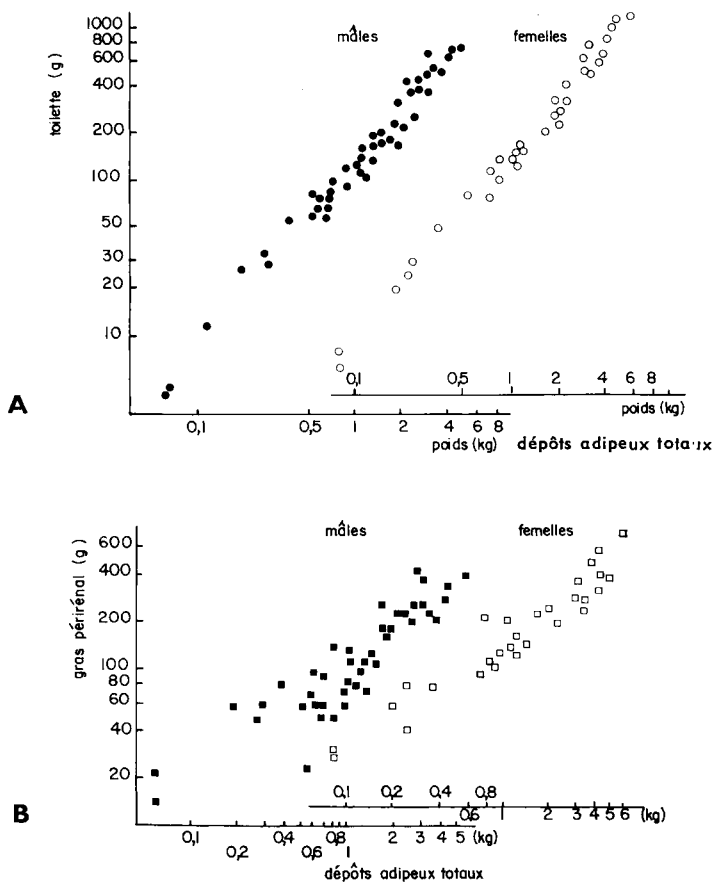 mâles femelles
toilette (g)
1000
800
600
400
200
100
50
30
20
10
0,1 0,5 1 2 4 6 8
poids (kg)
0,1 0,5 1 2 4 6 8
poids (kg) dépôts adipeux totaux
A
mâles femelles
gras périrénal (g)
600
400
200
100
80
60
40
20
0,1 0,2 0,4 0,8
0,6 1 2 3 4 5 6 (kg)
0,1 0,4 0,8 2 3 4 5 (kg)
0,2 0,6 1
dépôts adipeux totaux
B